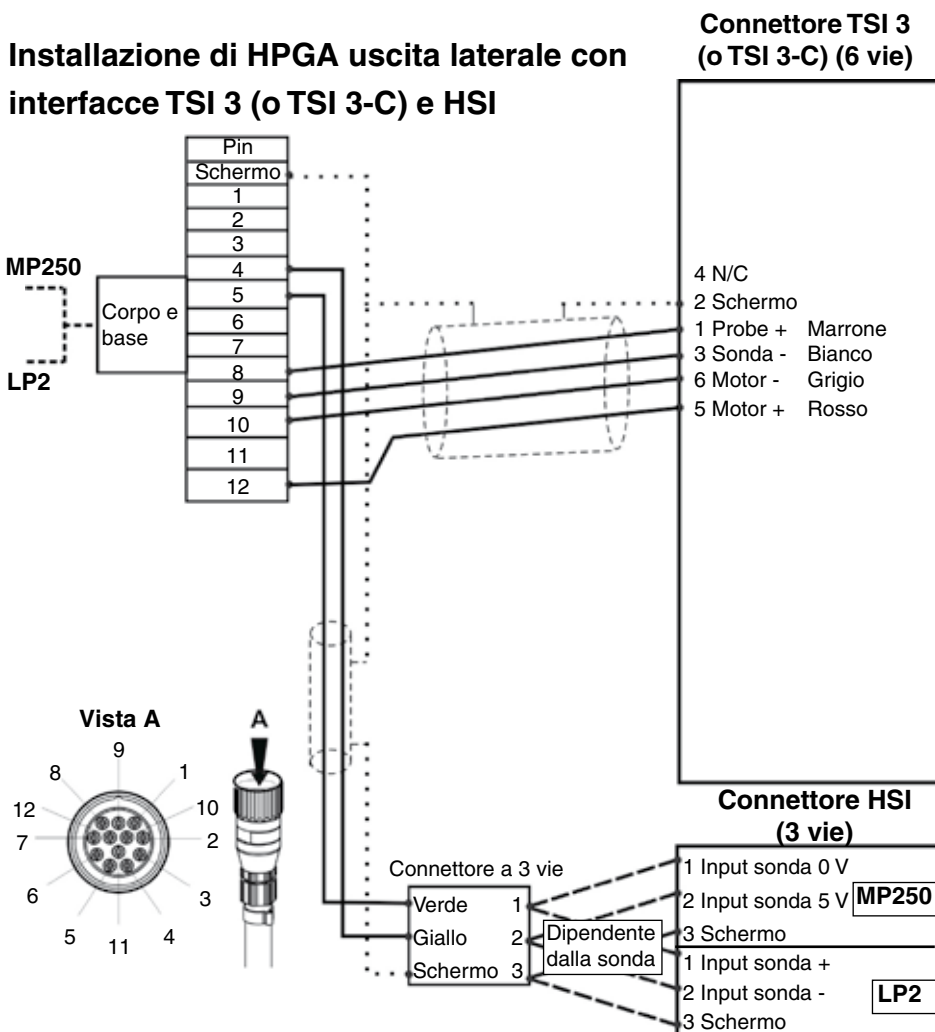 Installazione di HPGA uscita laterale con
interfacce TSI 3 (o TSI 3-C) e HSI
Connettore TSI 3
(o TSI 3-C) (6 vie)
Pin
Schermo
1
2
3
4
5
6
7
8
9
10
11
12
MP250
LP2
Corpo e
base
4 N/C
2 Schermo
1 Probe + Marrone
3 Sonda - Bianco
6 Motor - Grigio
5 Motor + Rosso
Vista A
9
8
1
12
10
7
2
6
3
5
11
4
A
Connettore a 3 vie
Verde 1
Giallo 2
Schermo 3
Dipendente
dalla sonda
Connettore HSI
(3 vie)
1 Input sonda 0 V
2 Input sonda 5 V
MP250
3 Schermo
1 Input sonda +
2 Input sonda -
LP2
3 Schermo